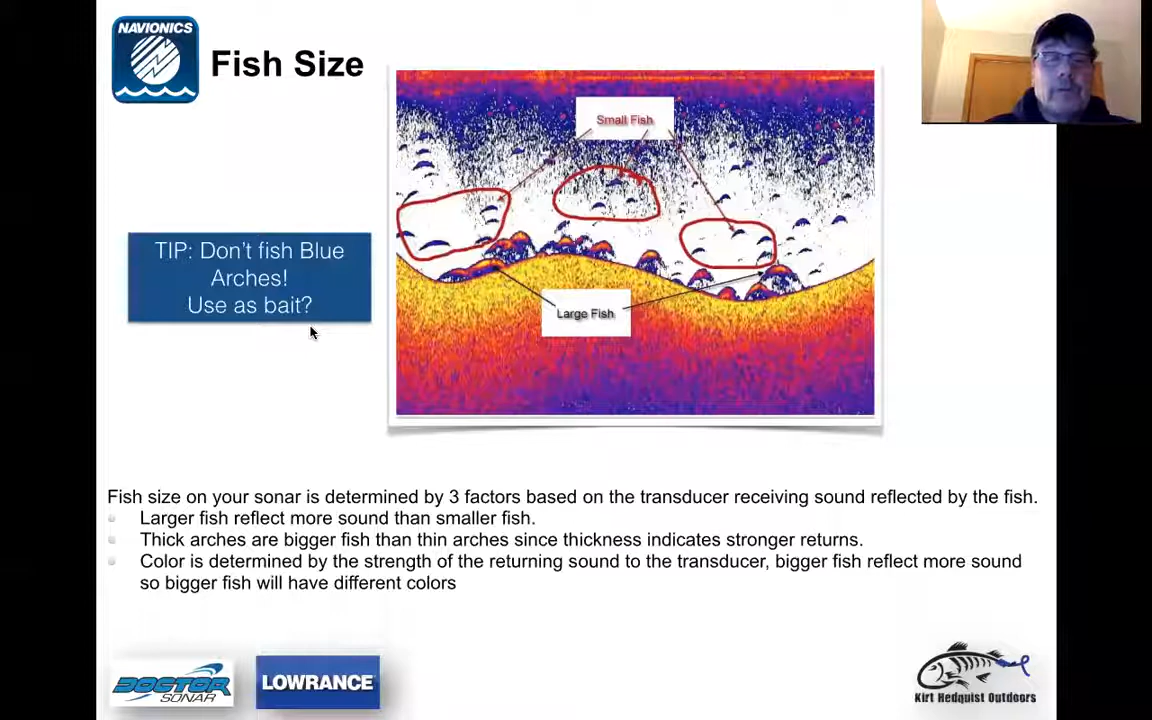 NAVIONICS
Fish Size
Small Fish
TIP: Don't fish Blue
Arches!
Use as bait?
Large Fish
Fish size on your sonar is determined by 3 factors based on the transducer receiving sound reflected by the fish.
Larger fish reflect more sound than smaller fish.
Thick arches are bigger fish than thin arches since thickness indicates stronger returns.
Color is determined by the strength of the returning sound to the transducer, bigger fish reflect more sound
so bigger fish will have different colors
DOCTOR
SONAR
LOWRANCE
Kirt Hedquist Outdoors